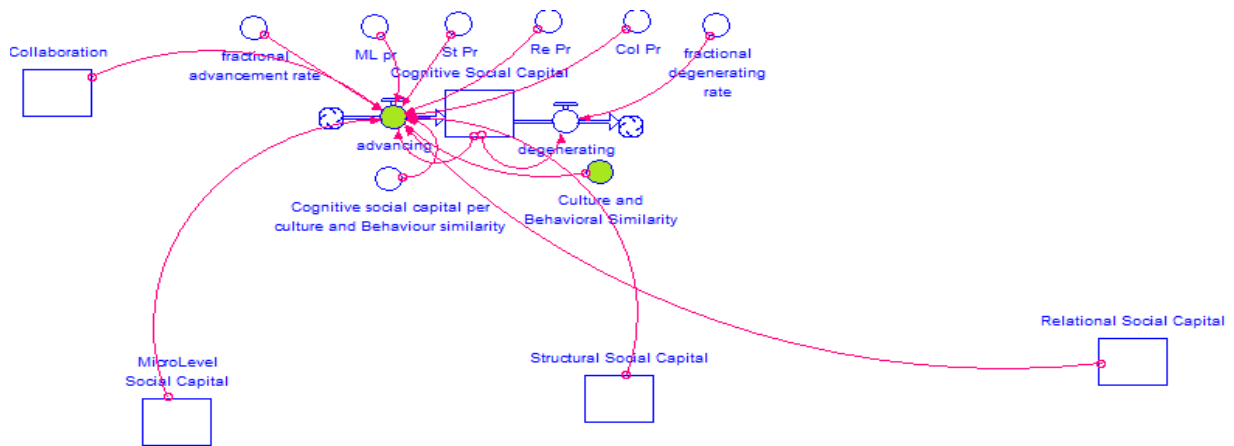 Collaboration
fractional
advancement rate
ML pr
St Pr
Re Pr
Col Pr
fractional
degenerating
rate
Cognitive Social Capital
advancing
degenerating
Cognitive social capital per
culture and Behaviour similarity
Culture and
Behavioral Similarity
MicroLevel
Social Capital
Structural Social Capital
Relational Social Capital